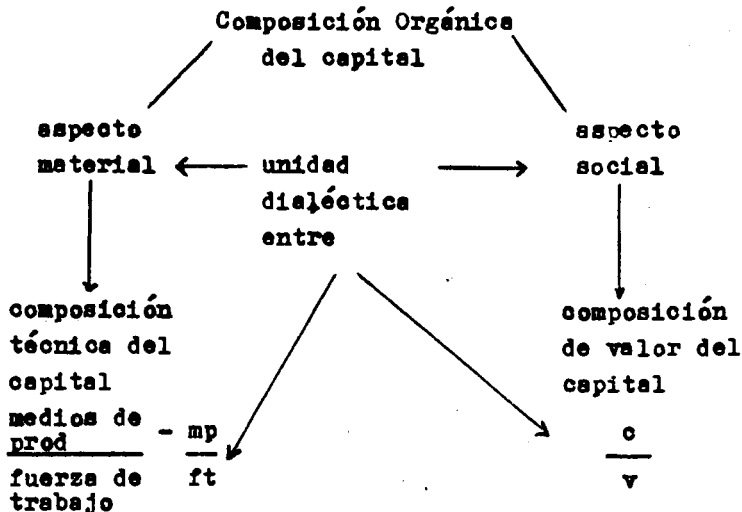 Composición Orgánica
del capital
aspecto
material
unidad
dialéctica
entre
aspecto
social
composición
técnica del
capital
medios de
prod
fuerza de
trabajo
- mp
ft
composición
de valor del
capital
c
v